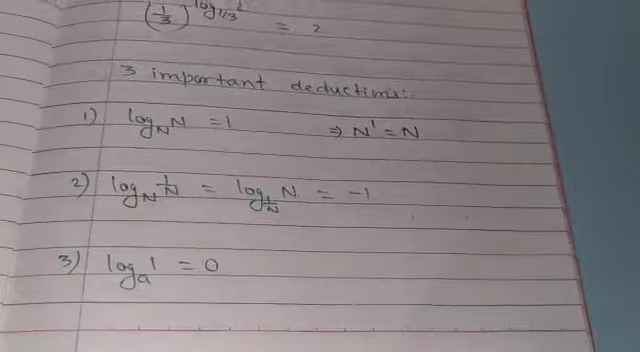 (1/3)^log_{1/3} 2 = 2
3 important deductions:
1) log_N N = 1 ⇒ N¹ = N
2) log_N 1/N = log_{1/N} N = -1
3) log_a 1 = 0